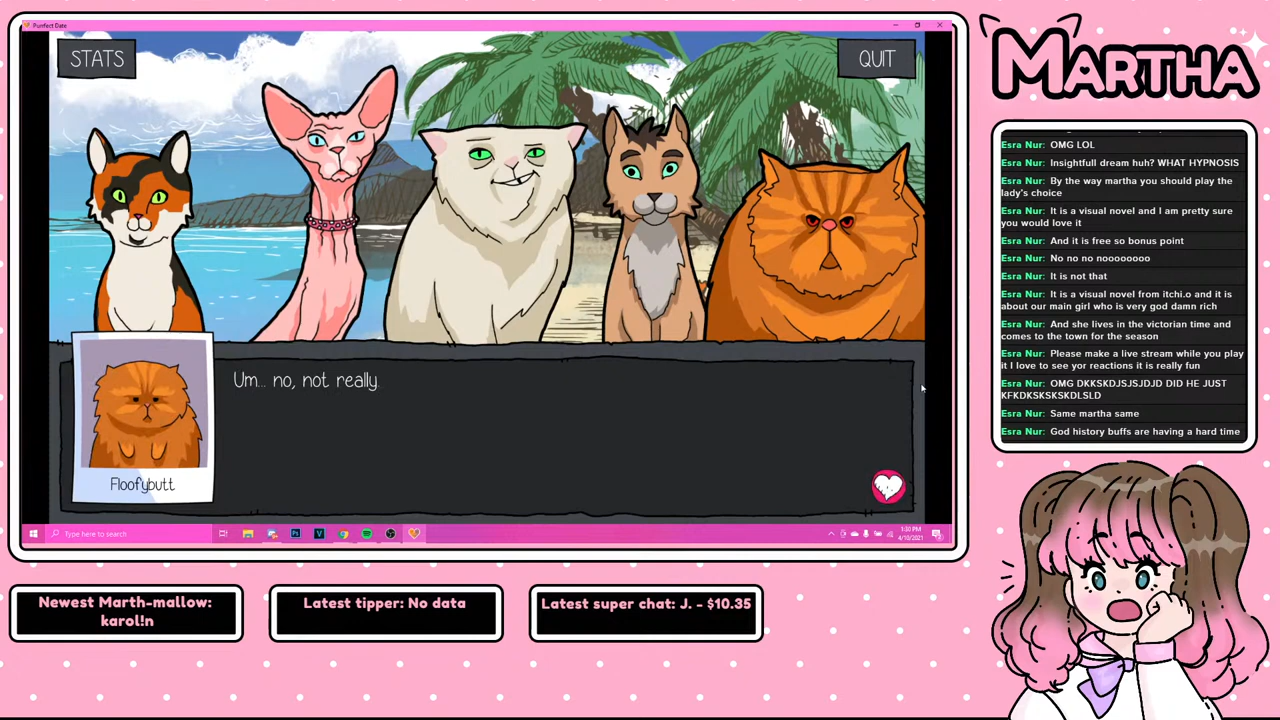 Purrfect Date
STATS
QUIT
Um... no, not really.
Floofybutt
Type here to search
1:30 PM
4/10/2021
MARTHA
Esra Nur: OMG LOL
Esra Nur: Insightfull dream huh? WHAT HYPNOSIS
Esra Nur: By the way martha you should play the
lady's choice
Esra Nur: It is a visual novel and I am pretty sure
you would love it
Esra Nur: And it is free so bonus point
Esra Nur: No no no noooooooo
Esra Nur: It is not that
Esra Nur: It is a visual novel from itchi.o and it is
about our main girl who is very god damn rich
Esra Nur: And she lives in the victorian time and
comes to the town for the season
Esra Nur: Please make a live stream while you play
it I love to see yor reactions it is really fun
Esra Nur: OMG DKKSKDJSJSJDJD DID HE JUST
KFKDKSKSKSKDLSLD
Esra Nur: Same martha same
Esra Nur: God history buffs are having a hard time
Newest Marth-mallow:
karol!n
Latest tipper: No data
Latest super chat: J. - $10.35